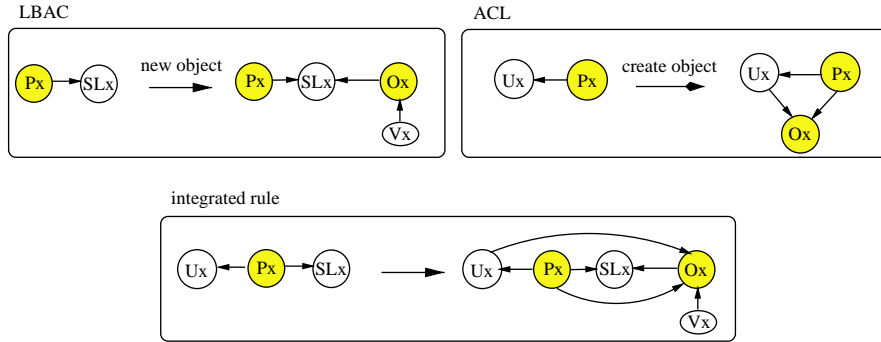 LBAC
Px SLx new object Px SLx Ox
Vx
ACL
Ux Px create object Ux Px
Ox
integrated rule
Ux Px SLx Ux Px SLx Ox
Vx